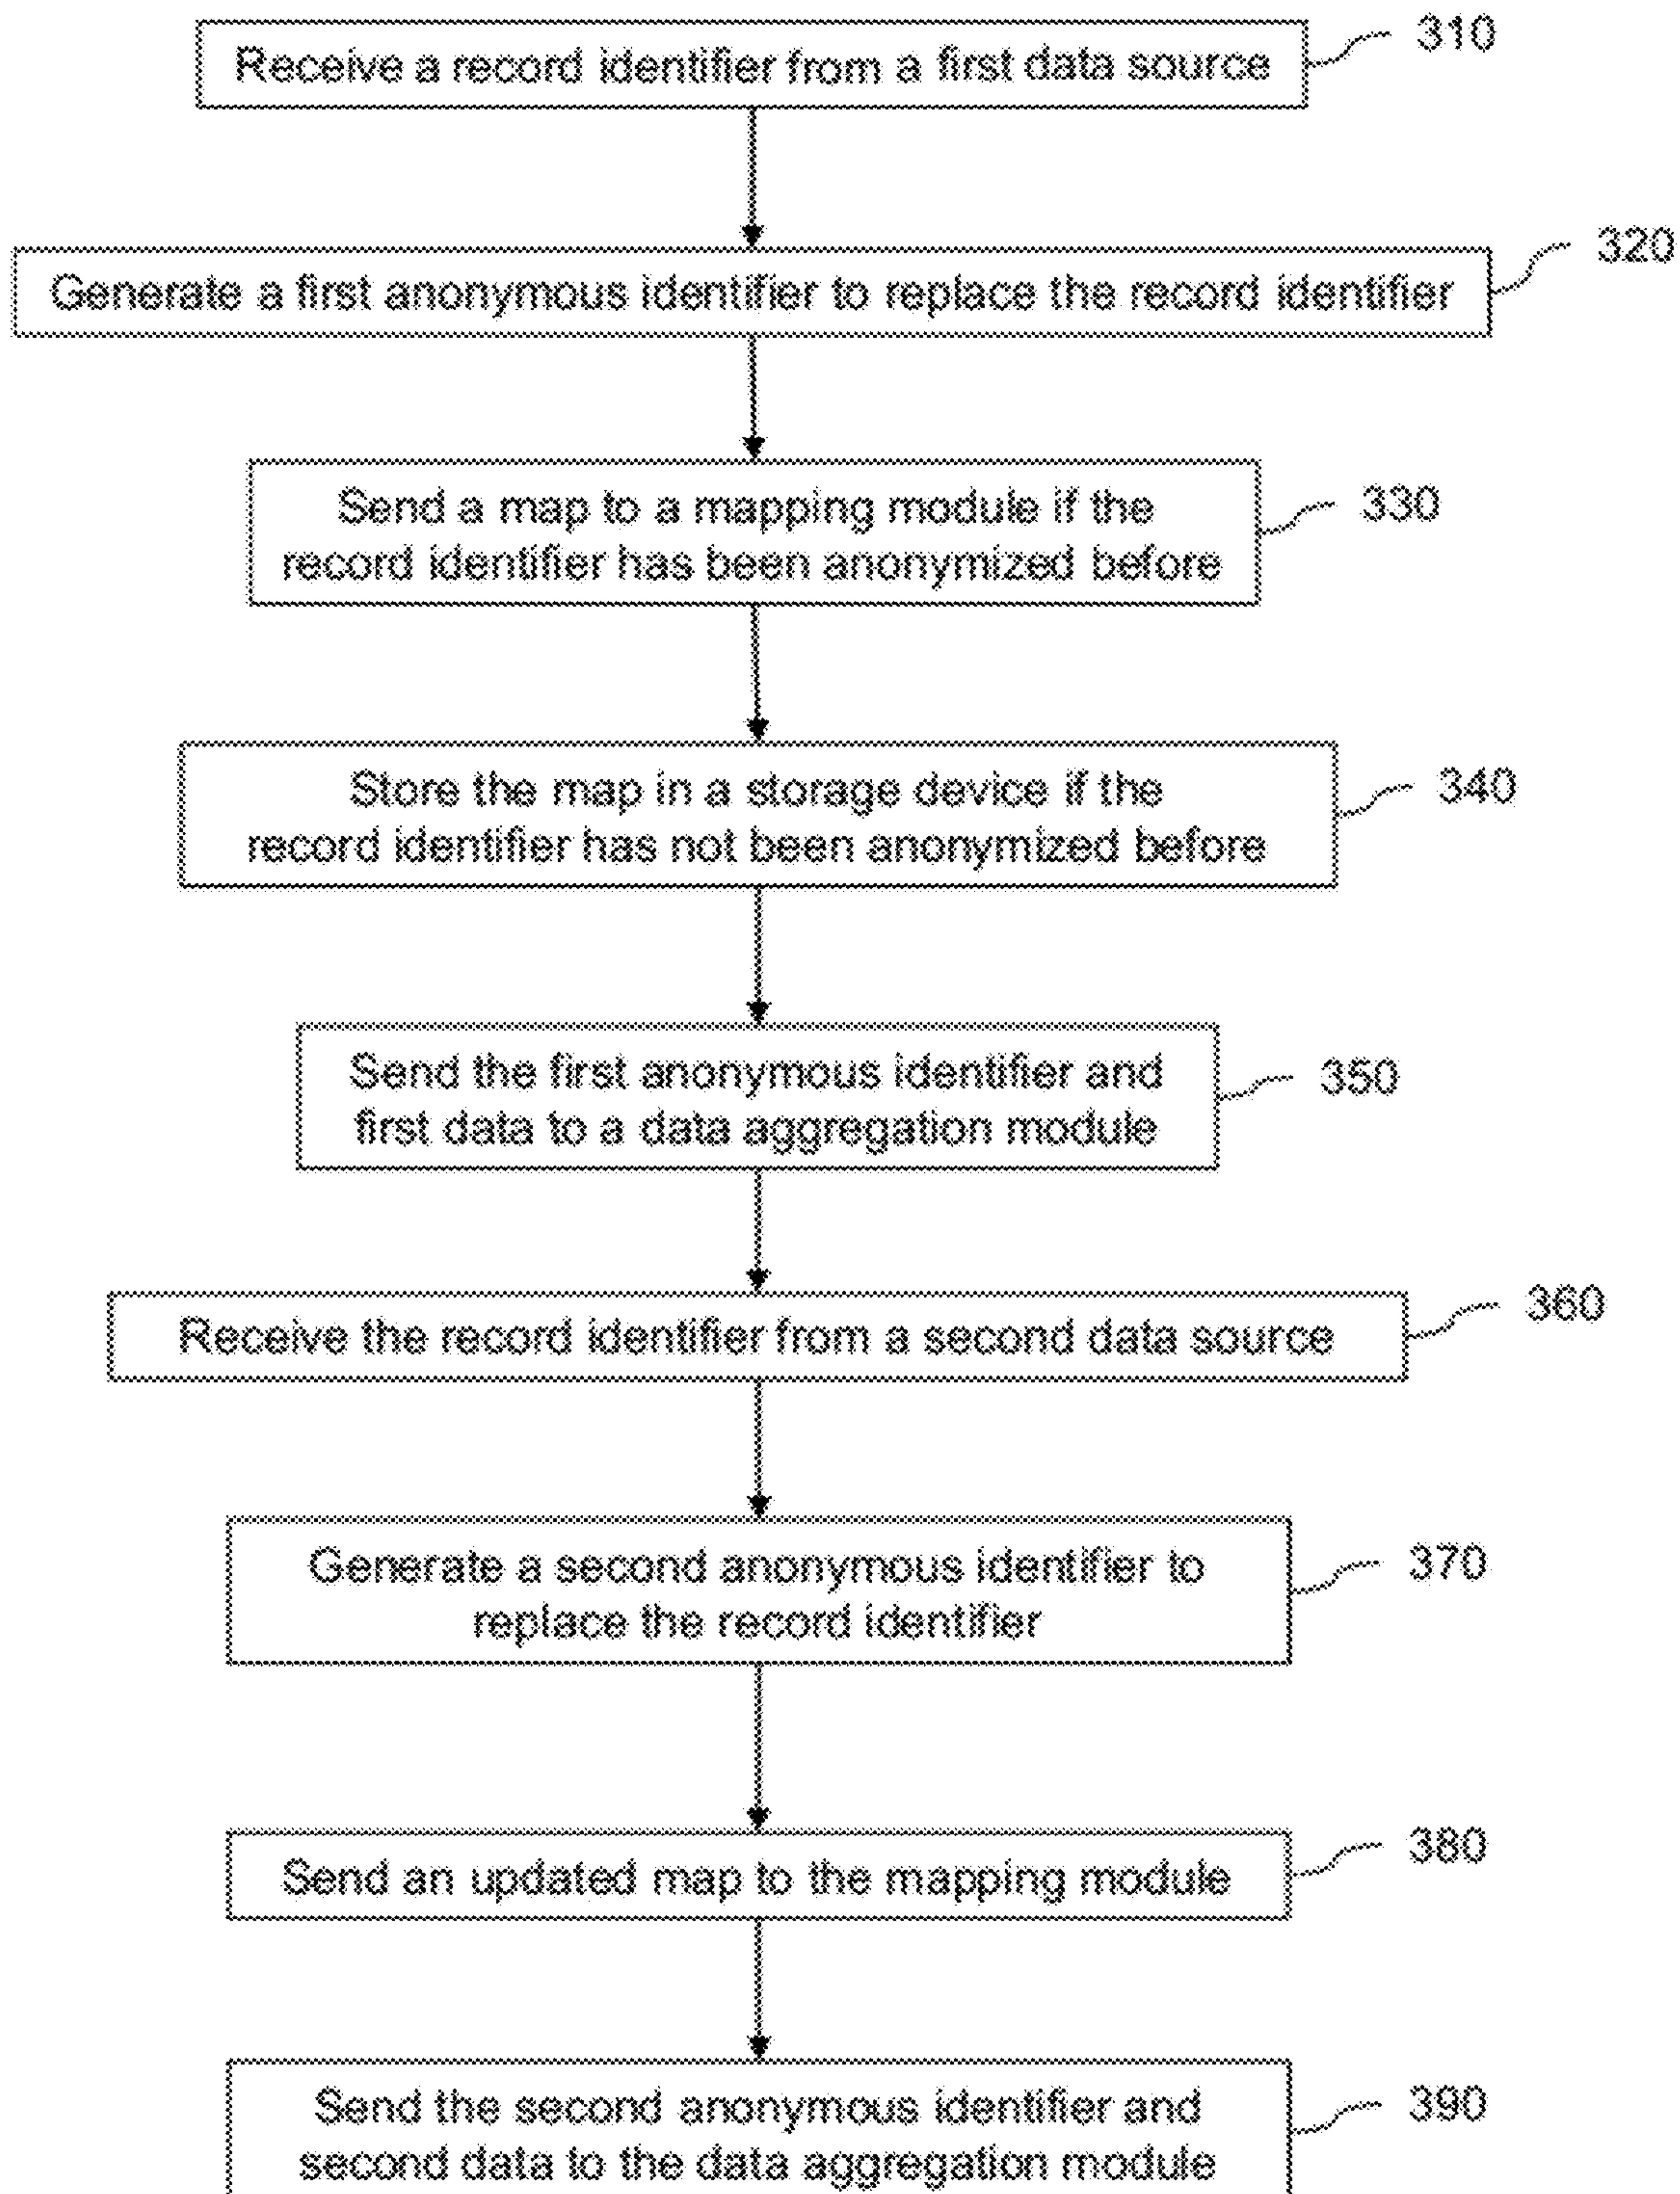 Receive a record identifier from a first data source
310
Generate a first anonymous identifier to replace the record identifier
320
Send a map to a mapping module if the
record identifier has been anonymized before
330
Store the map in a storage device if the
record identifier has not been anonymized before
340
Send the first anonymous identifier and
first data to a data aggregation module
350
Receive the record identifier from a second data source
360
Generate a second anonymous identifier to
replace the record identifier
370
Send an updated map to the mapping module
380
Send the second anonymous identifier and
second data to the data aggregation module
390